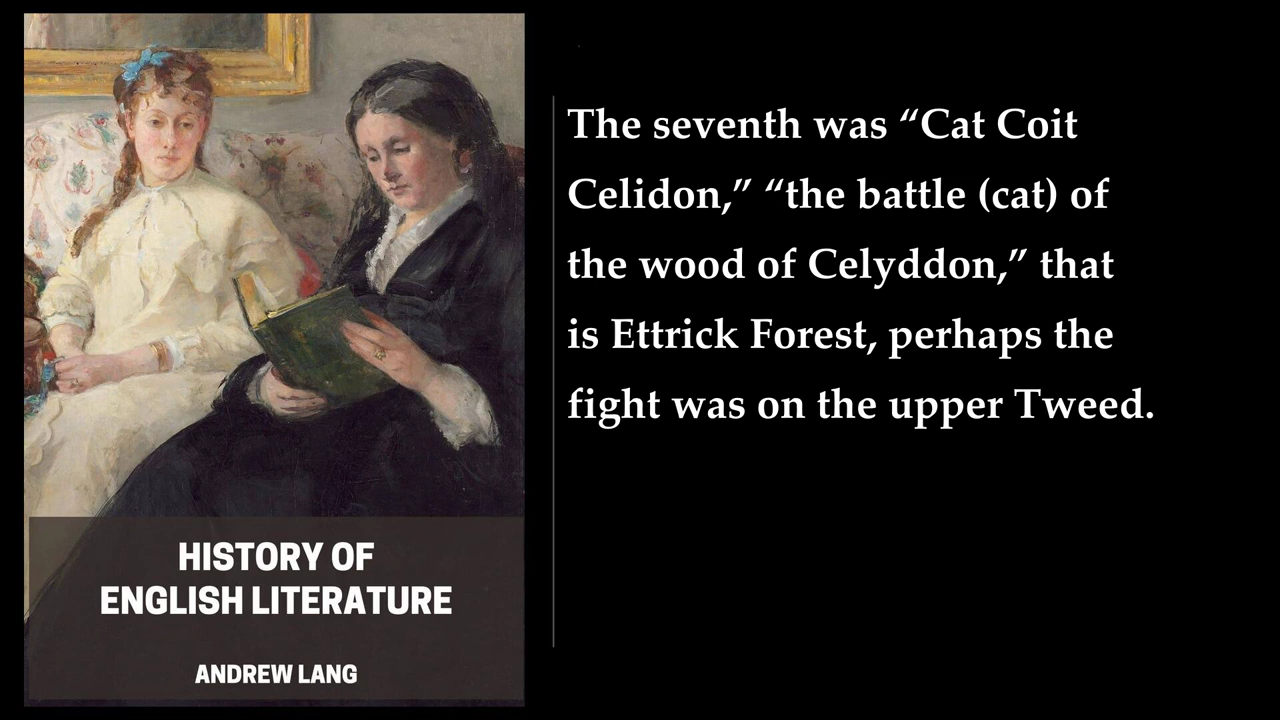 The seventh was “Cat Coit
Celidon,” “the battle (cat) of
the wood of Celyddon,” that
is Ettrick Forest, perhaps the
fight was on the upper Tweed.
HISTORY OF
ENGLISH LITERATURE
ANDREW LANG